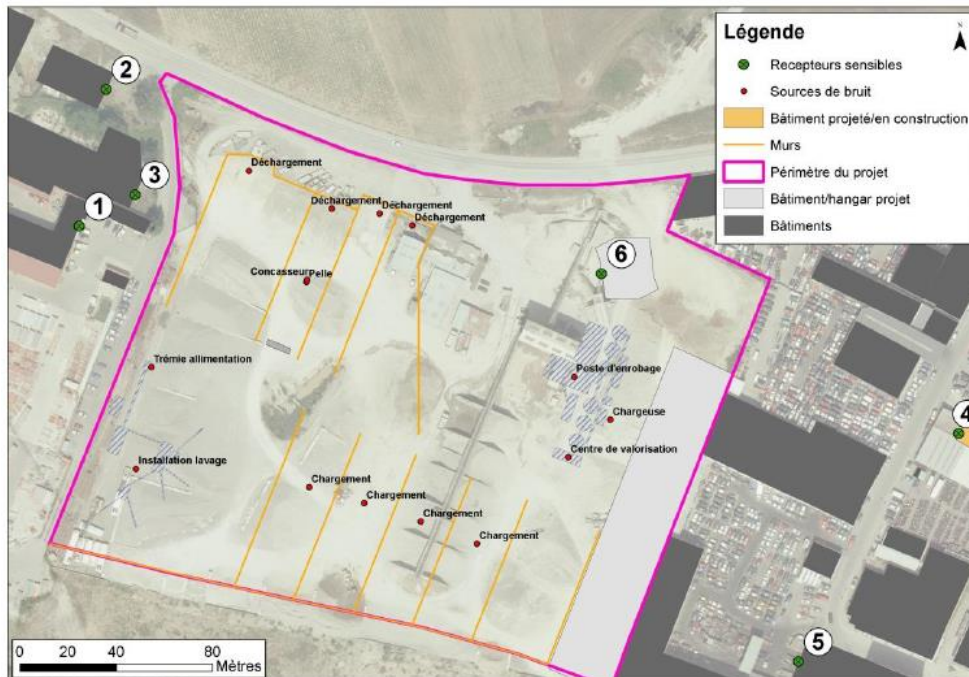 Légende
Recepteurs sensibles
Sources de bruit
Bâtiment projeté/en construction
Murs
Périmètre du projet
Bâtiment/hangar projet
Bâtiments
2
3
1
Déchargement
Déchargement
Déchargement
Déchargement
6
Concasseur
Pelle
Trémie allimentation
Poste d'enrobage
Chargeuse
4
Centre de valorisation
Installation lavage
Chargement
Chargement
Chargement
Chargement
5
0 20 40 80
Mètres